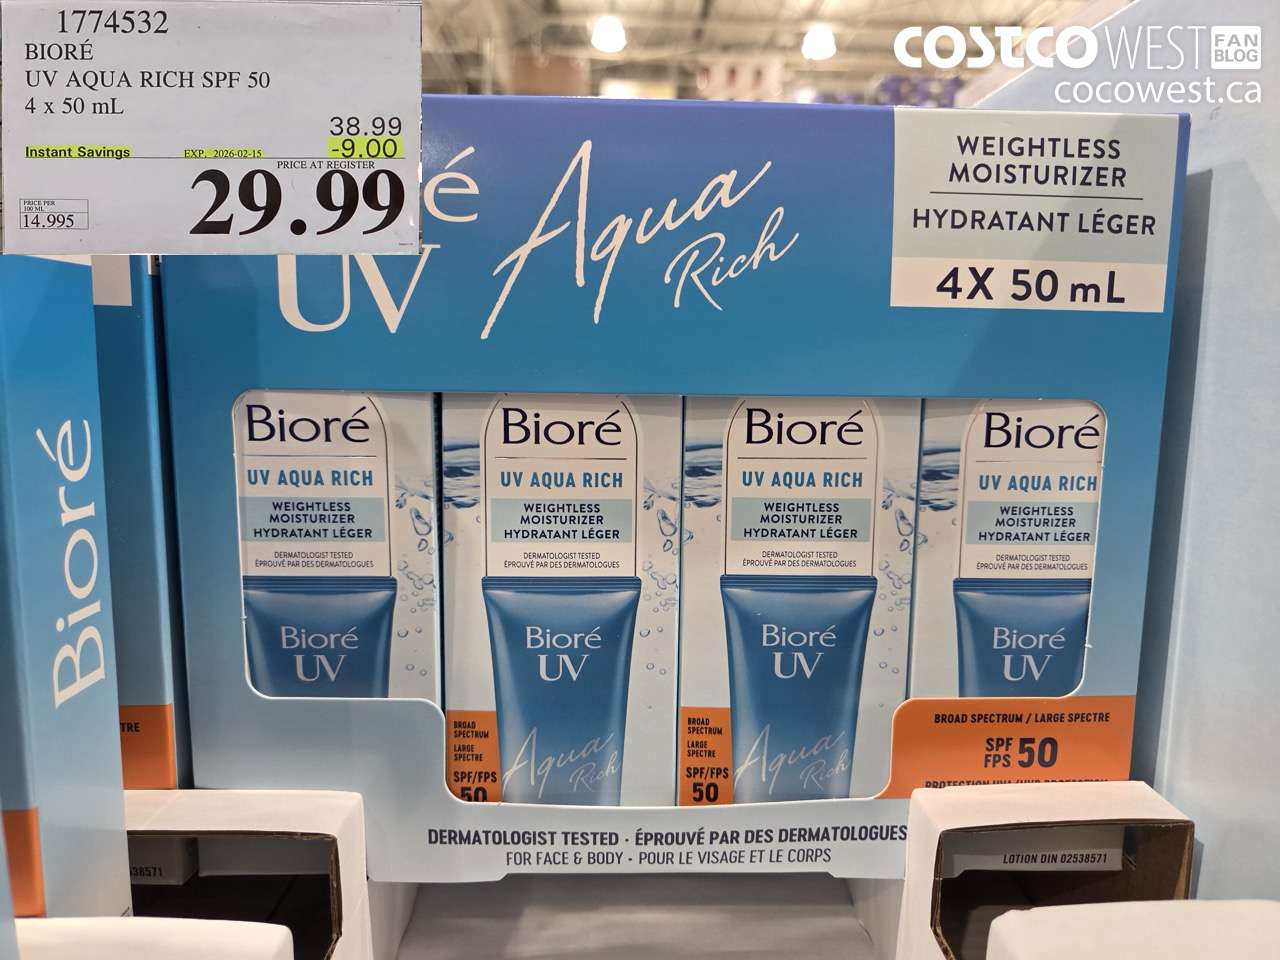 1774532
BIORÉ
UV AQUA RICH SPF 50
4 x 50 mL
38.99
Instant Savings EXP. 2026-02-15 -9.00
PRICE AT REGISTER
29.99
PRICE PER
100 ML
14.995
COSTCO WEST FAN BLOG
cocowest.ca
é
UV Aqua Rich
WEIGHTLESS
MOISTURIZER
HYDRATANT LÉGER
4X 50 mL
Bioré
Bioré
UV AQUA RICH
WEIGHTLESS
MOISTURIZER
HYDRATANT LÉGER
DERMATOLOGIST TESTED
ÉPROUVÉ PAR DES DERMATOLOGUES
Bioré
UV
Bioré
UV AQUA RICH
WEIGHTLESS
MOISTURIZER
HYDRATANT LÉGER
DERMATOLOGIST TESTED
ÉPROUVÉ PAR DES DERMATOLOGUES
Bioré
UV
Aqua
Rich
BROAD
SPECTRUM
LARGE
SPECTRE
SPF/FPS
50
Bioré
UV AQUA RICH
WEIGHTLESS
MOISTURIZER
HYDRATANT LÉGER
DERMATOLOGIST TESTED
ÉPROUVÉ PAR DES DERMATOLOGUES
Bioré
UV
Aqua
Rich
BROAD
SPECTRUM
LARGE
SPECTRE
SPF/FPS
50
Bioré
UV AQUA RICH
WEIGHTLESS
MOISTURIZER
HYDRATANT LÉGER
DERMATOLOGIST TESTED
ÉPROUVÉ PAR DES DERMATOLOGUES
Bioré
UV
TRE
BROAD SPECTRUM / LARGE SPECTRE
SPF
FPS 50
DERMATOLOGIST TESTED · ÉPROUVÉ PAR DES DERMATOLOGUES
FOR FACE & BODY · POUR LE VISAGE ET LE CORPS
38571
LOTION DIN 02538571